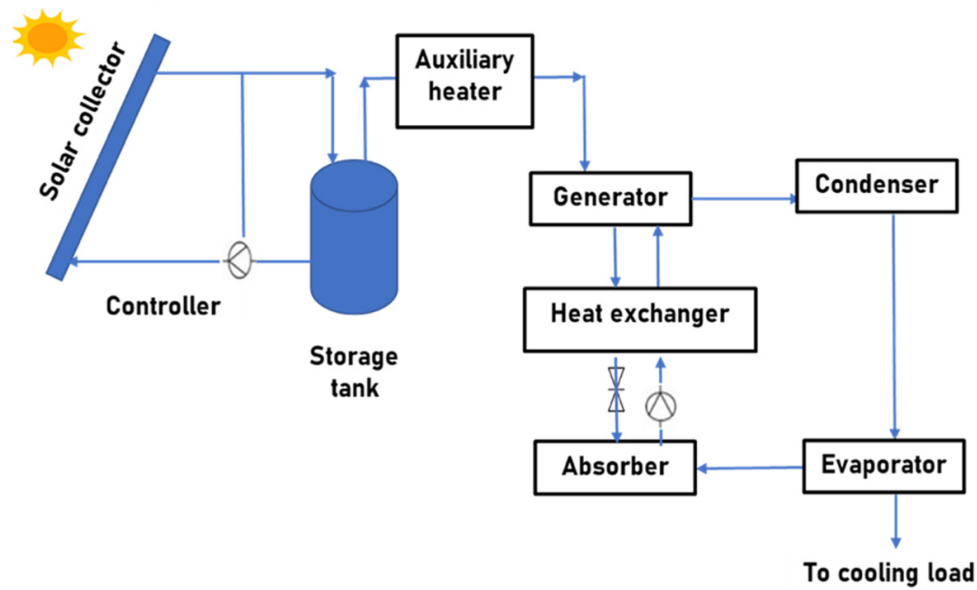 Solar collector
Auxiliary
heater
Generator
Condenser
Controller
Heat exchanger
Storage
tank
Absorber
Evaporator
To cooling load